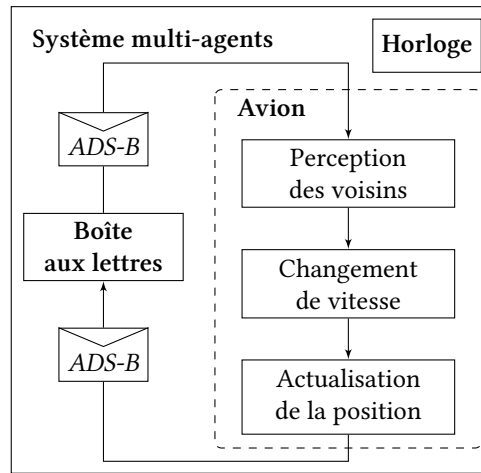 Système multi-agents
Horloge
Avion
ADS-B
Perception
des voisins
Boîte
aux lettres
Changement
de vitesse
ADS-B
Actualisation
de la position